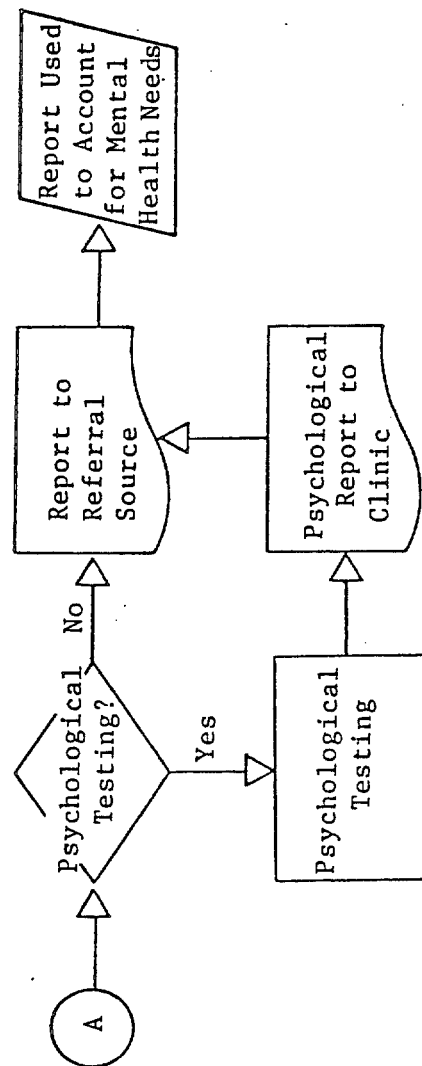 A
Psychological
Testing?
No
Yes
Report to
Referral
Source
Report Used
to Account
for Mental
Health Needs
Psychological
Testing
Psychological
Report to
Clinic